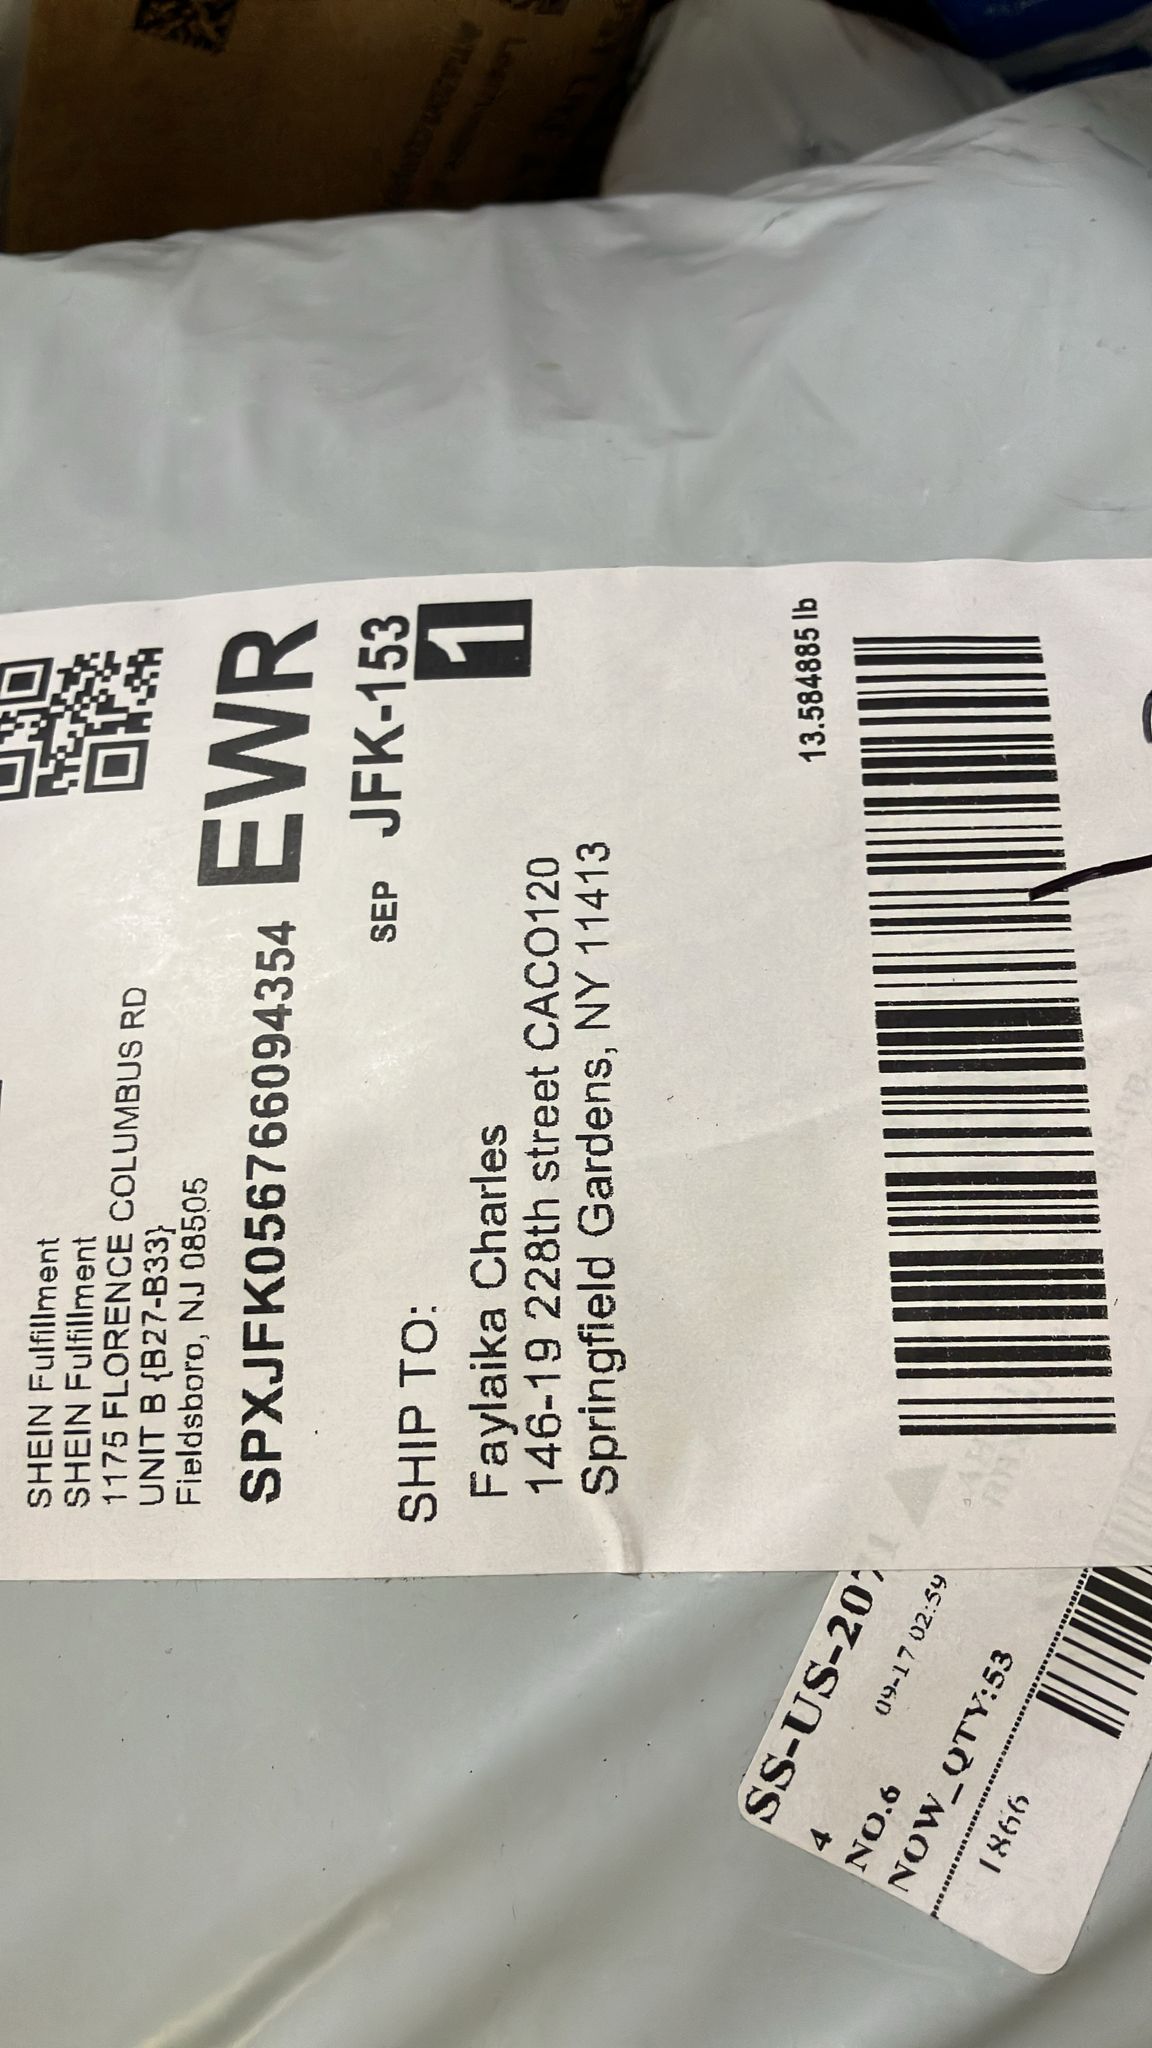 SHEIN Fulfillment
SHEIN Fulfillment
1175 FLORENCE COLUMBUS RD
UNIT B {B27-B33}
Fieldsboro, NJ 08505
SPXJFK056766094354 EWR
SEP JFK-153
1
SHIP TO:
Faylaika Charles
146-19 228th street CACO120
Springfield Gardens, NY 11413
13.584885 lb
SS-US-207
4
09-17 02:59
NO.6
NOW_QTY:53
1866